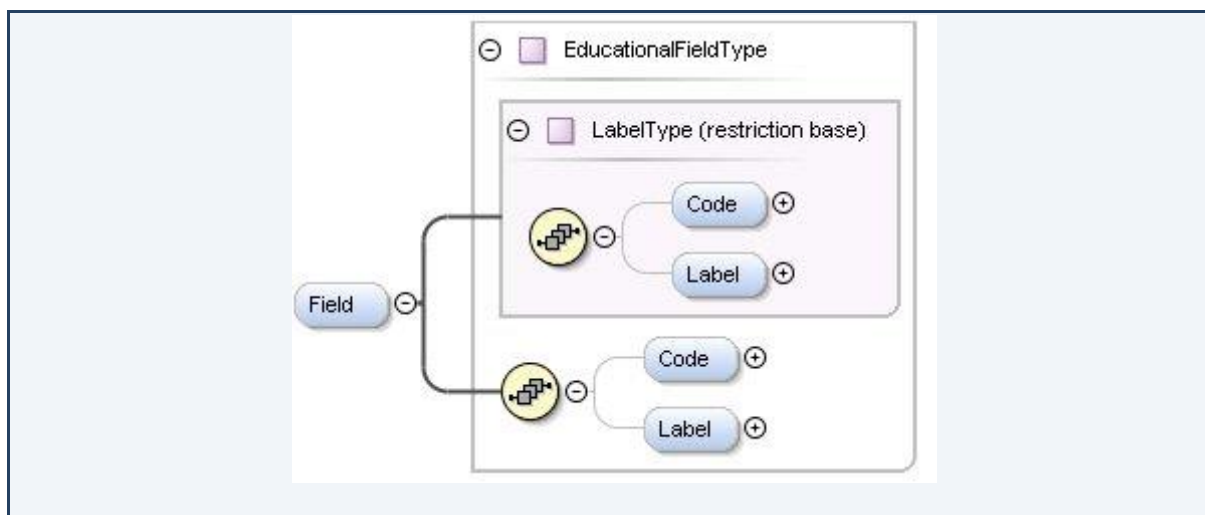 EducationalFieldType
LabelType (restriction base)
Code
Label
Field
Code
Label